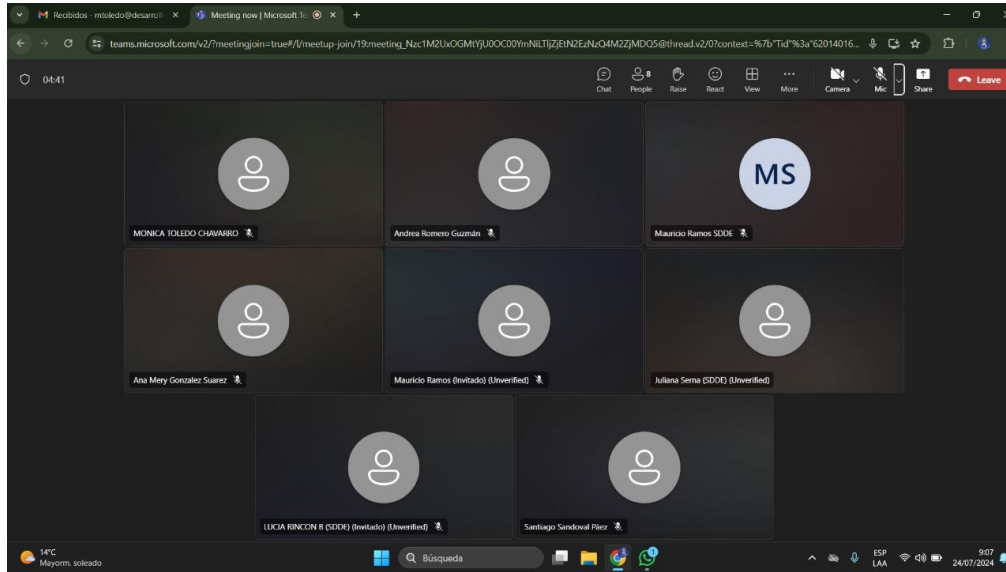 Recibidos - mtoledo@desarroll
Meeting now | Microsoft Te
teams.microsoft.com/v2/?meetingjoin=true#/l/meetup-join/19:meeting_Nzc1M2UxOGMtYjU0OC00YmNiLTljZjEtN2EzNzQ4M2ZjMDQ5@thread.v2/0?context=%7b"Tid"%3a"62014016...
04:41
Chat
8
People
Raise
React
View
More
Camera
Mic
Share
Leave
MONICA TOLEDO CHAVARRO
Andrea Romero Guzmán
MS
Mauricio Ramos SDDE
Ana Mery Gonzalez Suarez
Mauricio Ramos (Invitado) (Unverified)
Juliana Serna (SDDE) (Unverified)
LUCIA RINCON B (SDDE) (Invitado) (Unverified)
Santiago Sandoval Páez
14°C
Mayorm. soleado
Búsqueda
ESP
LAA
9:07
24/07/2024